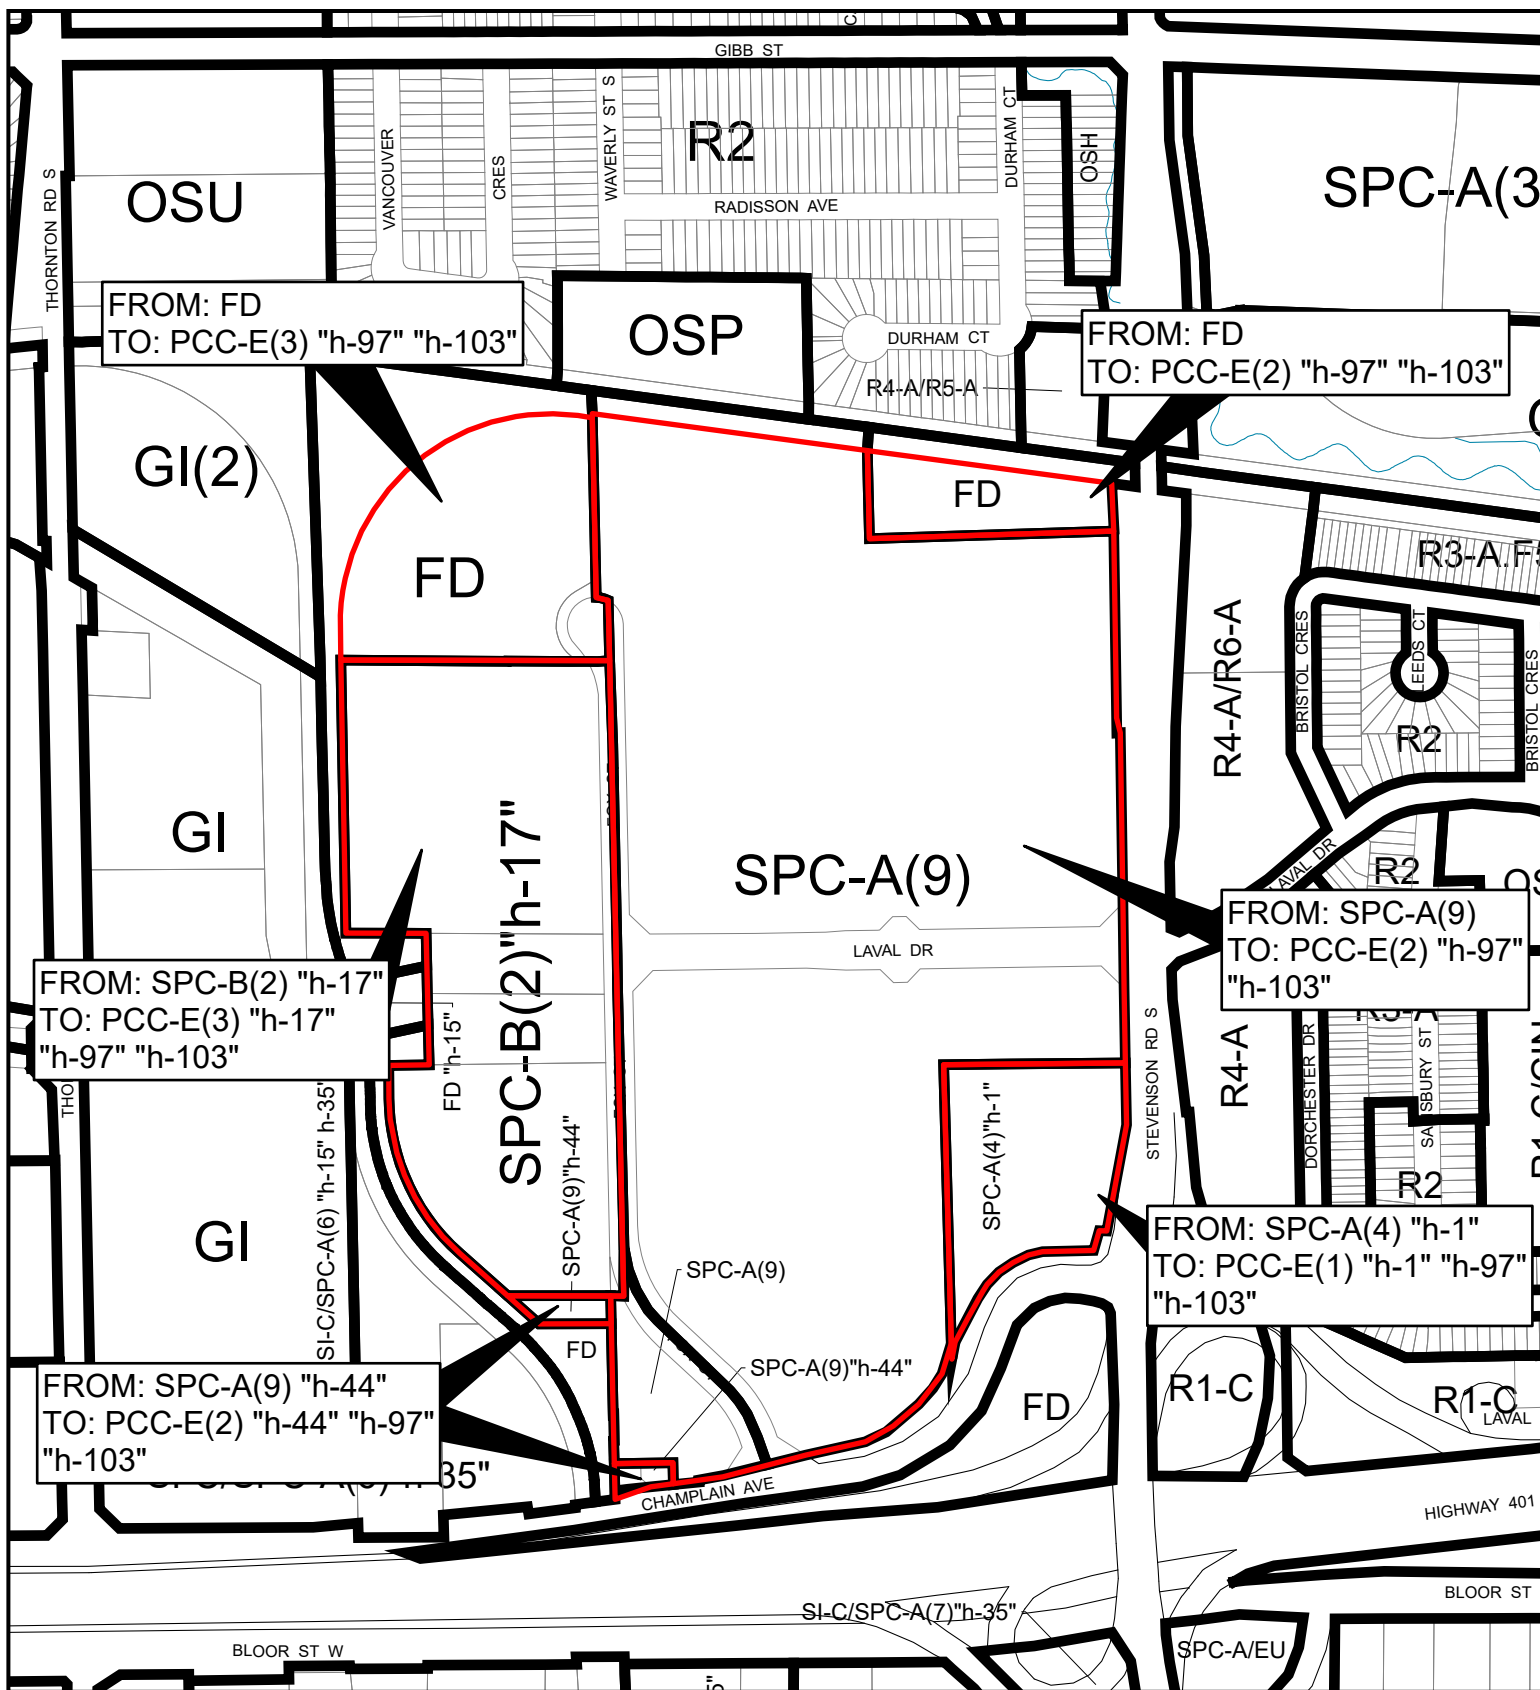 GIBB ST
VANCOUVER
CRES
WAVERLY ST S
R2
DURHAM CT
OSH
THORNTON RD S
OSU
RADISSON AVE
SPC-A(3
FROM: FD
TO: PCC-E(3) "h-97" "h-103"
OSP
DURHAM CT
R4-A/R5-A
FROM: FD
TO: PCC-E(2) "h-97" "h-103"
GI(2)
FD
FD
R3-A.F5
R4-A/R6-A
BRISTOL CRES
LEEDS CT
R2
BRISTOL CRES
GI
SPC-B(2)"h-17"
SPC-A(9)
LAVAL DR
R2
OS
LAVAL DR
FROM: SPC-A(9)
TO: PCC-E(2) "h-97"
"h-103"
FROM: SPC-B(2) "h-17"
TO: PCC-E(3) "h-17"
"h-97" "h-103"
FD "h-15"
STEVENSON RD S
R4-A
DORCHESTER DR
SALISBURY ST
R2
SPC-A(4)"h-1"
SPC-A(9)"h-44"
SI-C/SPC-A(6) "h-15" h-35"
GI
FROM: SPC-A(4) "h-1"
TO: PCC-E(1) "h-1" "h-97"
"h-103"
SPC-A(9)
FD
SPC-A(9)"h-44"
FROM: SPC-A(9) "h-44"
TO: PCC-E(2) "h-44" "h-97"
"h-103"
FD
R1-C
R1-C
LAVAL
CHAMPLAIN AVE
HIGHWAY 401
BLOOR ST
SI-C/SPC-A(7)"h-35"
BLOOR ST W
SPC-A/EU